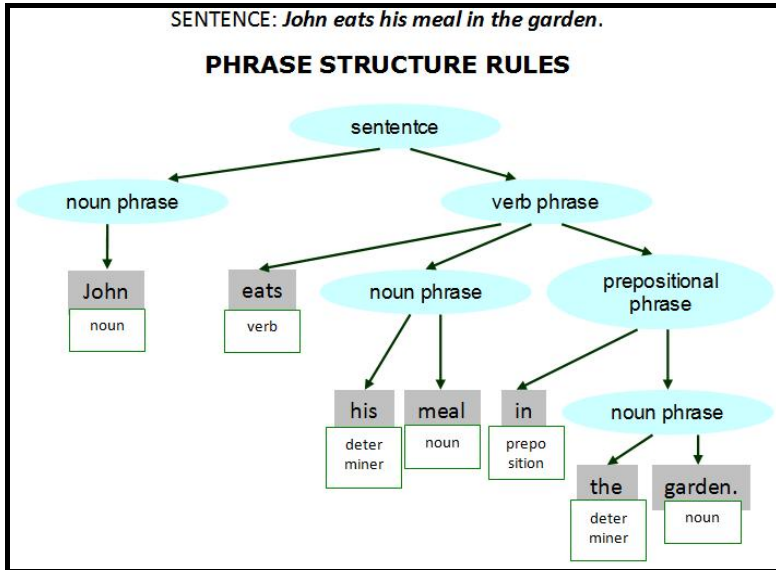 SENTENCE: John eats his meal in the garden.
PHRASE STRUCTURE RULES
sententce
noun phrase
verb phrase
John
noun
eats
verb
noun phrase
prepositional
phrase
his
deter
miner
meal
noun
in
prepo
sition
noun phrase
the
deter
miner
garden.
noun